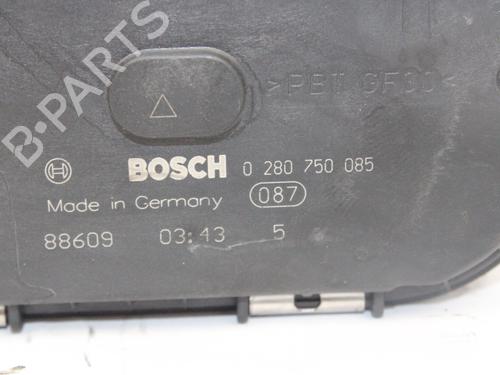 B-PARTS
>PBT GF30<
BOSCH 0 280 750 085
Made in Germany 087
88609 03:43 5